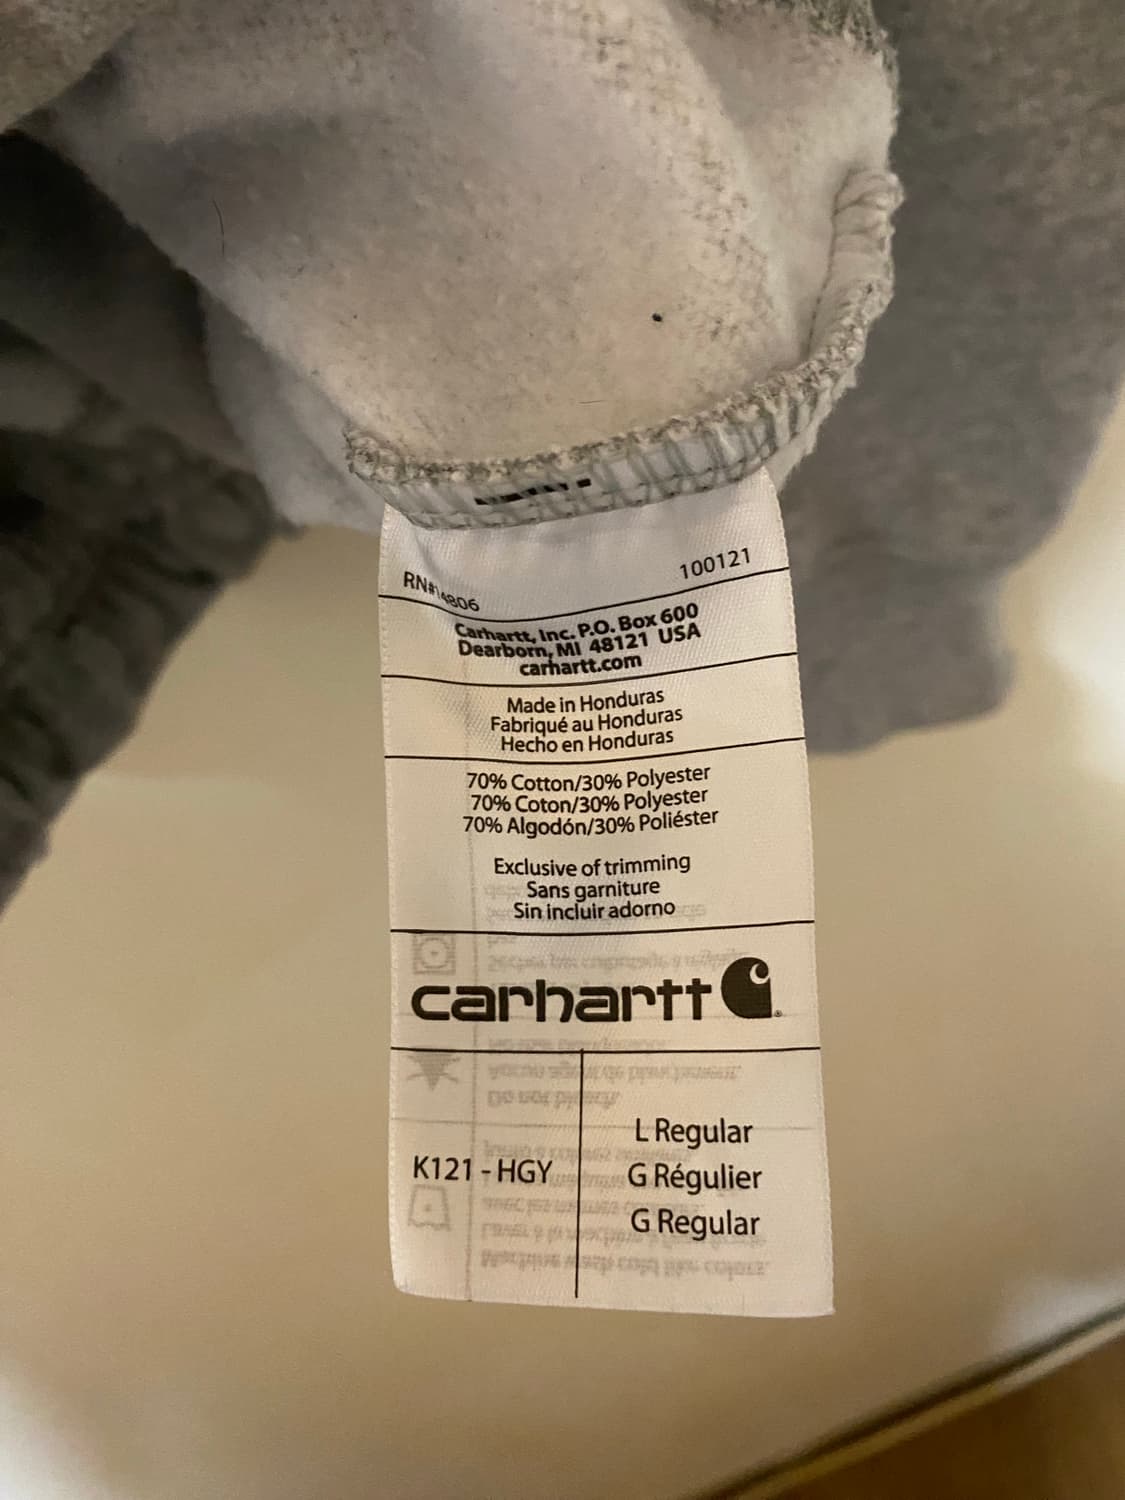 RN#14806
100121
Carhartt, Inc. P.O. Box 600
Dearborn, MI 48121 USA
carhartt.com
Made in Honduras
Fabriqué au Honduras
Hecho en Honduras
70% Cotton/30% Polyester
70% Coton/30% Polyester
70% Algodón/30% Poliéster
Exclusive of trimming
Sans garniture
Sin incluir adorno
carhartt
K121 - HGY
L Regular
G Régulier
G Regular